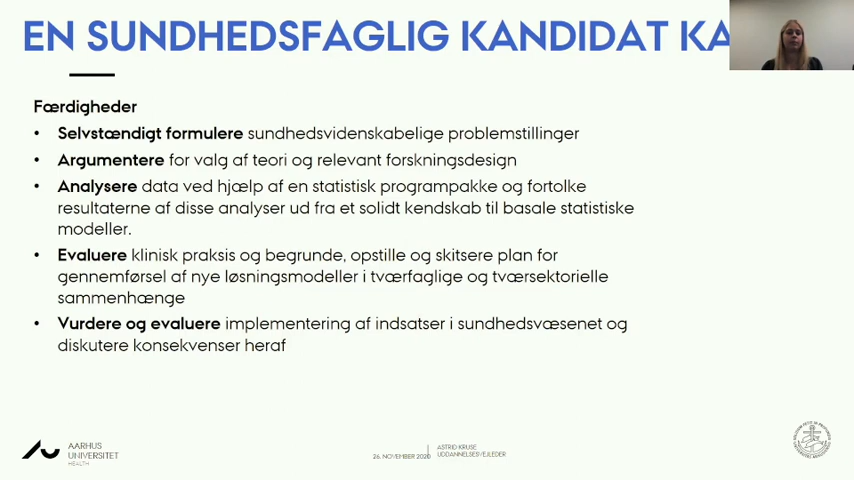 EN SUNDHEDSFAGLIG KANDIDAT KA
Færdigheder
• Selvstændigt formulere sundhedsvidenskabelige problemstillinger
• Argumentere for valg af teori og relevant forskningsdesign
• Analysere data ved hjælp af en statistisk programpakke og fortolke
resultaterne af disse analyser ud fra et solidt kendskab til basale statistiske
modeller.
• Evaluere klinisk praksis og begrunde, opstille og skitsere plan for
gennemførsel af nye løsningsmodeller i tværfaglige og tværsektorielle
sammenhænge
• Vurdere og evaluere implementering af indsatser i sundhedsvæsenet og
diskutere konsekvenser heraf
AARHUS
UNIVERSITET
HEALTH
26. NOVEMBER 2020
ASTRID KRUSE
UDDANNELSESVEJLEDER